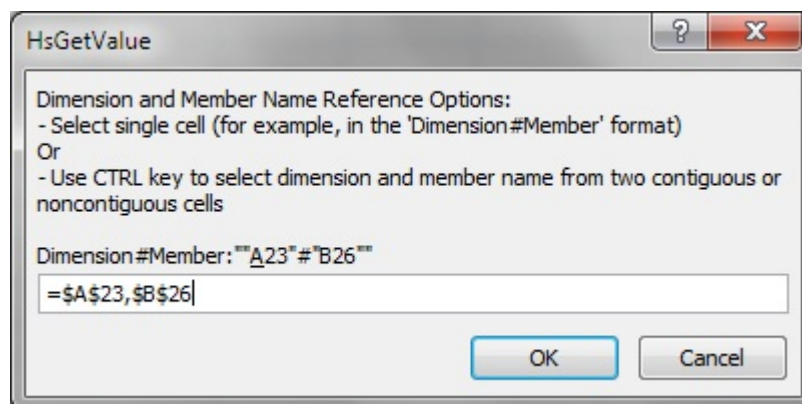 HsGetValue
?
X
Dimension and Member Name Reference Options:
- Select single cell (for example, in the 'Dimension#Member' format)
Or
- Use CTRL key to select dimension and member name from two contiguous or
noncontiguous cells
Dimension#Member:""A23"#"B26""
=$A$23,$B$26
OK
Cancel